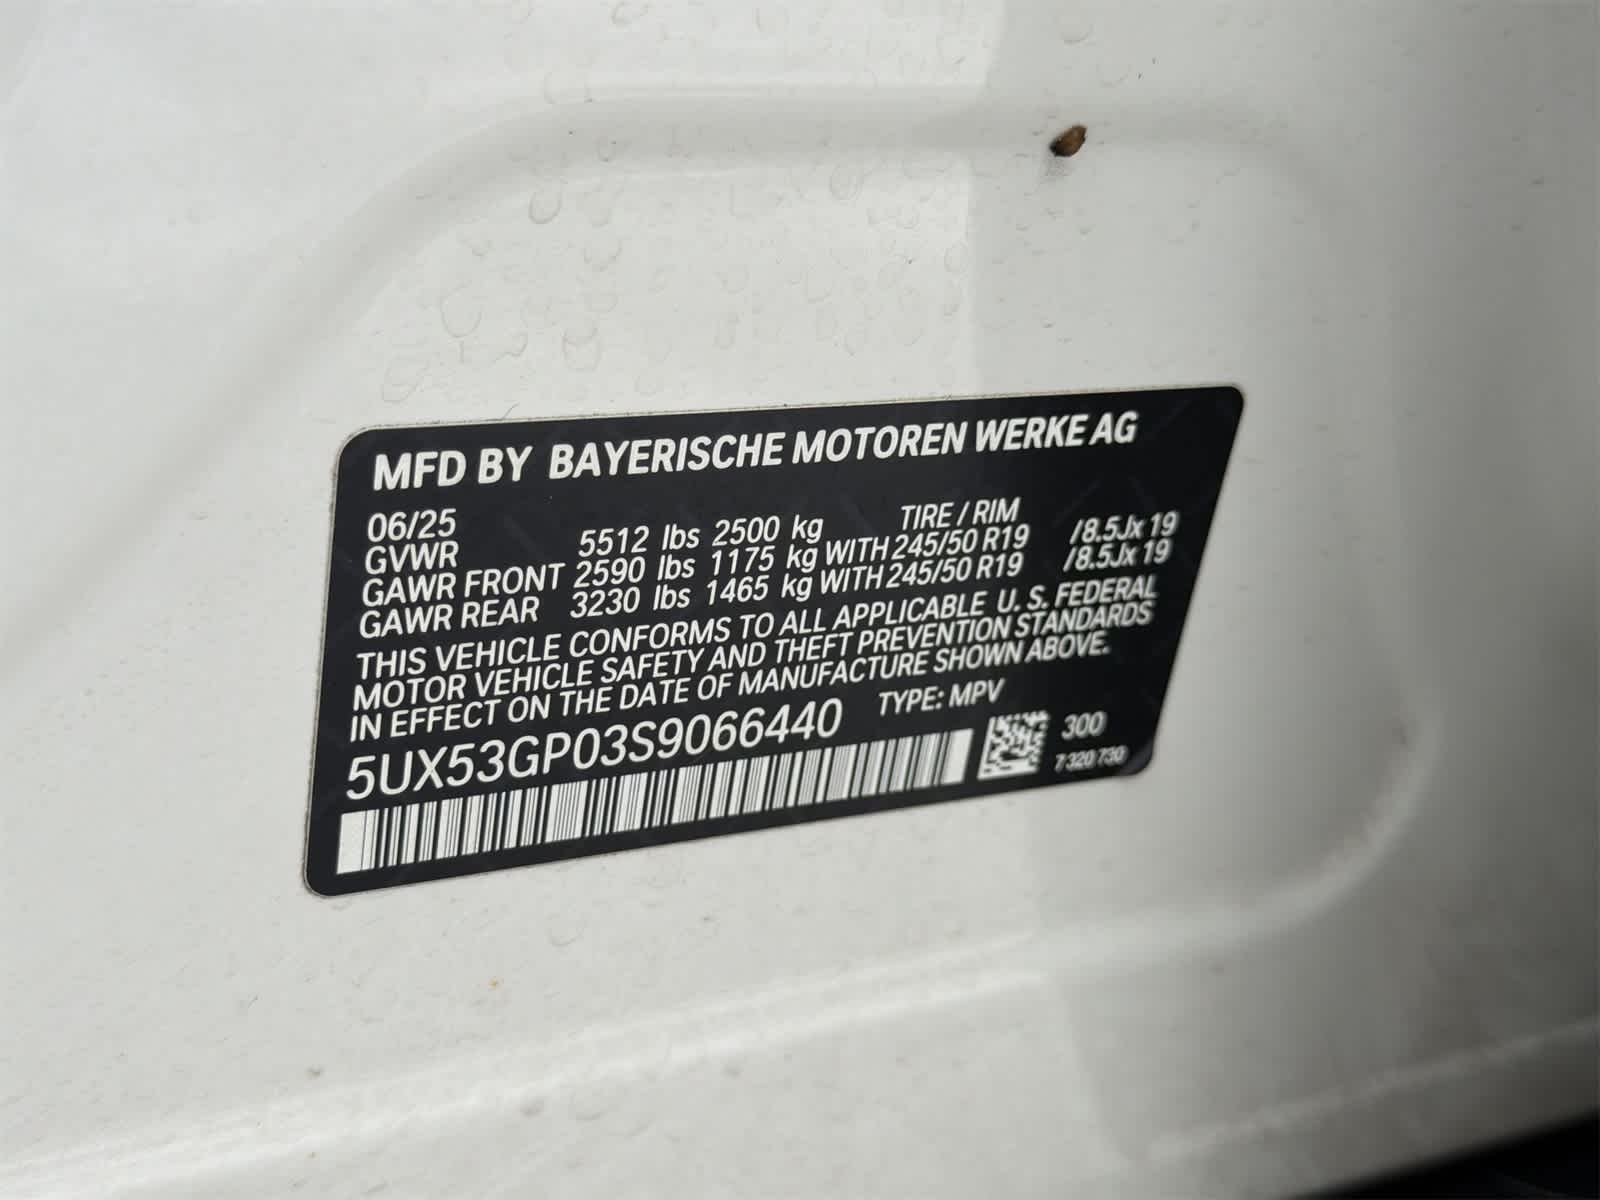 MFD BY BAYERISCHE MOTOREN WERKE AG
06/25 TIRE / RIM
GVWR 5512 lbs 2500 kg
GAWR FRONT 2590 lbs 1175 kg WITH 245/50 R19 /8.5Jx 19
GAWR REAR 3230 lbs 1465 kg WITH 245/50 R19 /8.5Jx 19
THIS VEHICLE CONFORMS TO ALL APPLICABLE U. S. FEDERAL
MOTOR VEHICLE SAFETY AND THEFT PREVENTION STANDARDS
IN EFFECT ON THE DATE OF MANUFACTURE SHOWN ABOVE.
5UX53GP03S9066440 TYPE: MPV
300
7 320 730